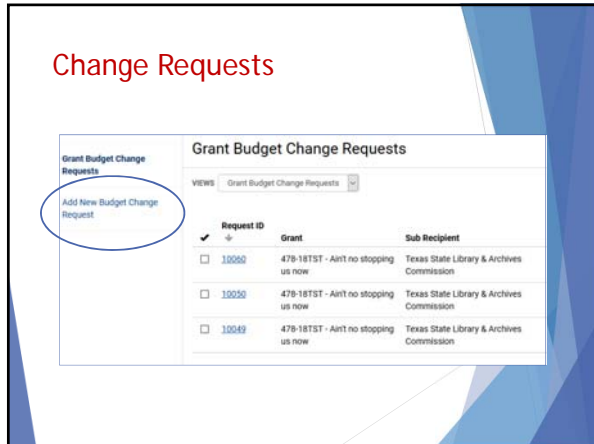 Change Requests
Grant Budget Change
Requests
Add New Budget Change
Request
Grant Budget Change Requests
VIEWS Grant Budget Change Requests
Request ID
Grant Sub Recipient
10060 478-18TST - Ain't no stopping Texas State Library & Archives
us now Commission
10050 478-18TST - Ain't no stopping Texas State Library & Archives
us now Commission
10049 478-18TST - Ain't no stopping Texas State Library & Archives
us now Commission